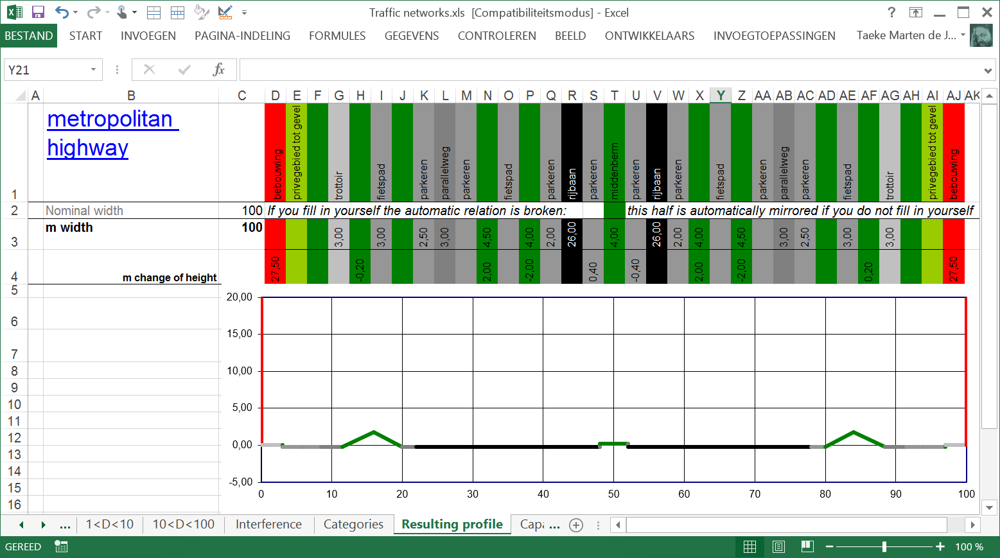 Traffic networks.xls [Compatibiliteitsmodus] - Excel
?
BESTAND START INVOEGEN PAGINA-INDELING FORMULES GEGEVENS CONTROLEREN BEELD ONTWIKKELAARS INVOEGTOEPASSINGEN Taeke Marten de J...
Y21 fx
A B C D E F G H I J K L M N O P Q R S T U V W X Y Z AA AB AC AD AE AF AG AH AI AJ AK
metropolitan
highway
1 bebouwing privegebied tot gevel trottoir fietspad parkeren parallelweg parkeren fietspad parkeren rijbaan parkeren middenberm parkeren rijbaan parkeren fietspad parkeren parallelweg parkeren fietspad trottoir privegebied tot gevel bebouwing
2 Nominal width 100 If you fill in yourself the automatic relation is broken: this half is automatically mirrored if you do not fill in yourself
3 m width 100 3,00 3,00 2,50 3,00 4,50 4,00 2,00 26,00 4,00 26,00 2,00 4,00 4,50 3,00 2,50 3,00 3,00
4 m change of height 27,50 -0,20 2,00 -2,00 0,40 -0,40 2,00 -2,00 0,20 27,50
5
6
7
8
9
10
11
12
13
14
15
16
20,00
15,00
10,00
5,00
0,00
-5,00
0 10 20 30 40 50 60 70 80 90 100
... 1<D<10 10<D<100 Interference Categories Resulting profile Capa ...
GEREED 100 %